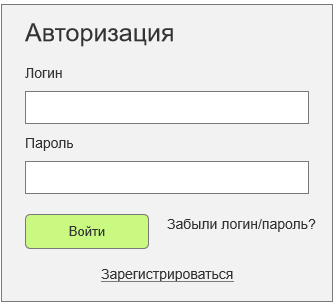 Авторизация
Логин
Пароль
Войти
Забыли логин/пароль?
Зарегистрироваться